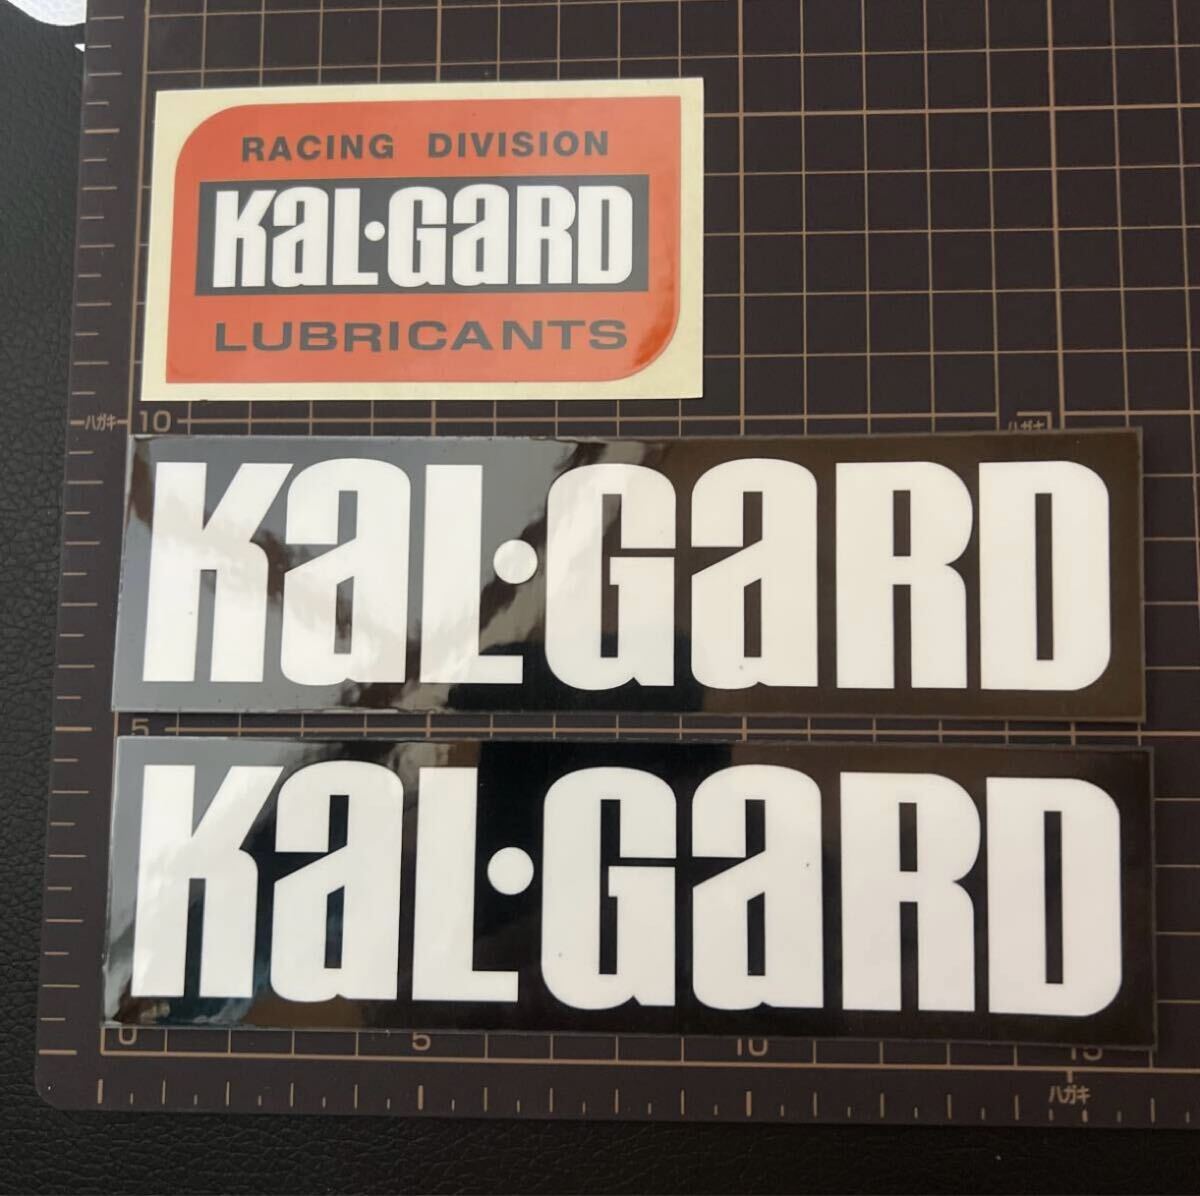 RACING DIVISION
KaL·GaRD
LUBRICANTS
ハガキ 10 ハガキ
KaL·GaRD
5
KaL·GaRD
0 5 10 15
ハガキ